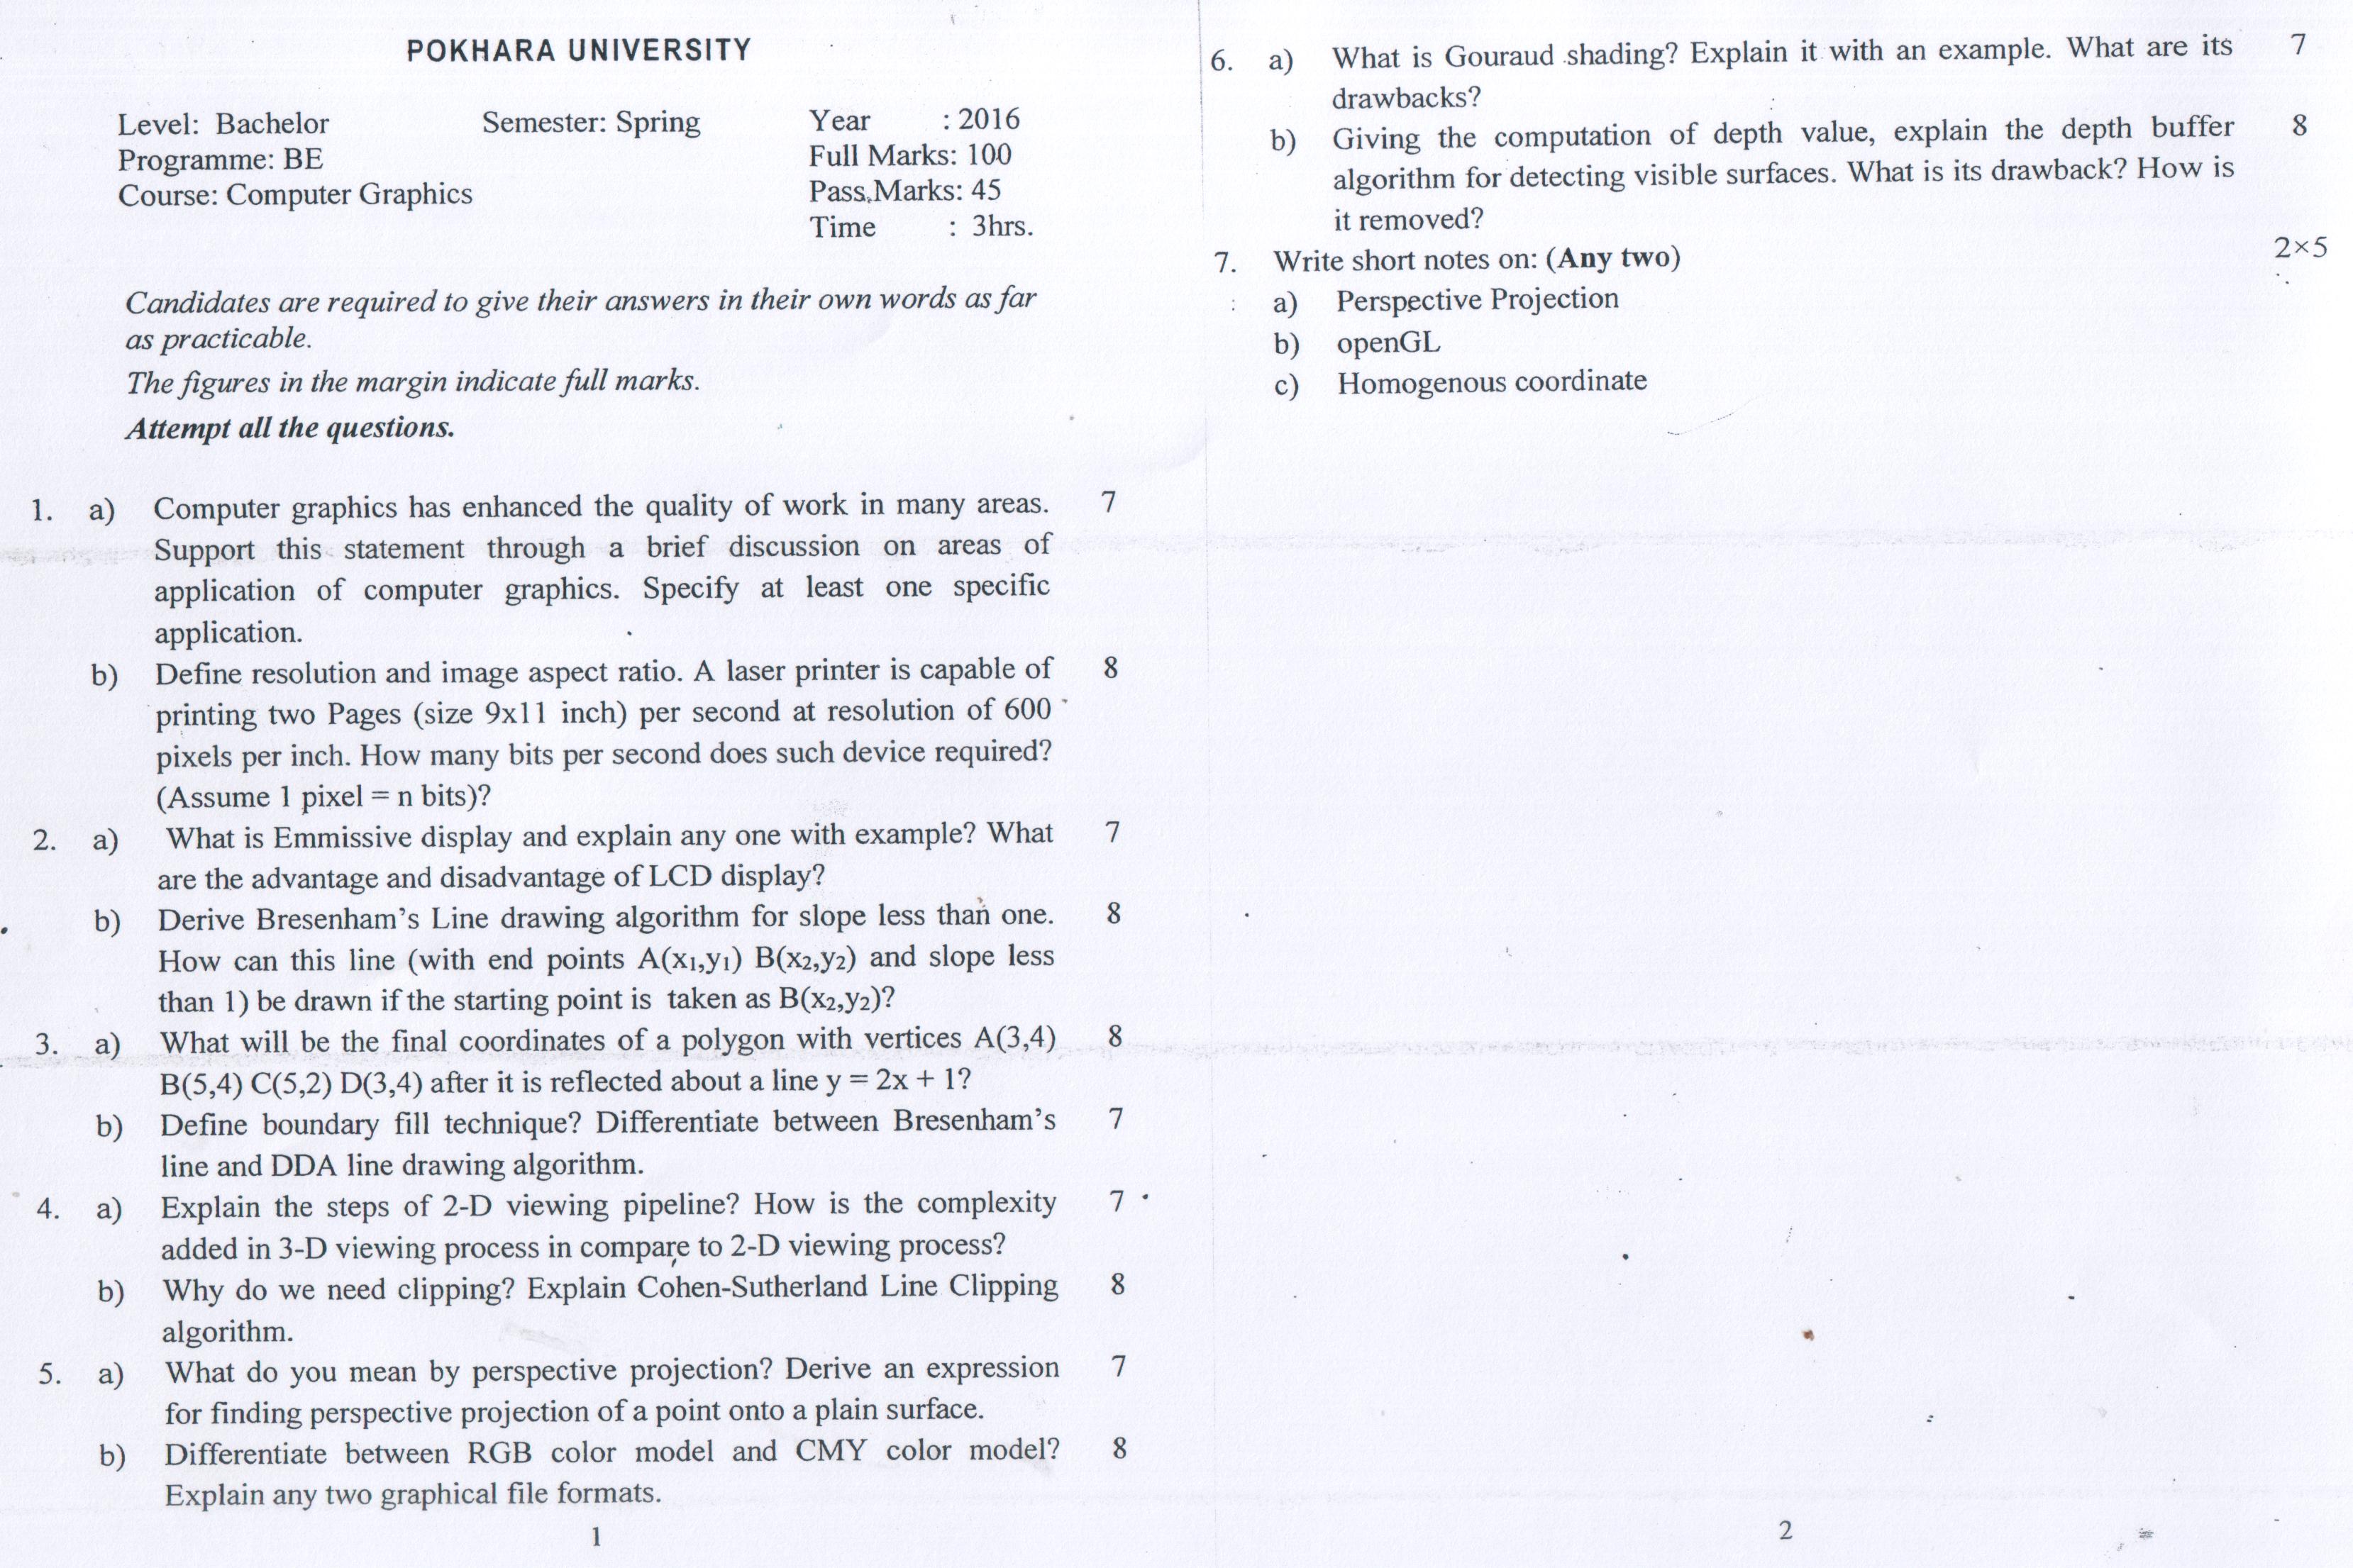 POKHARA UNIVERSITY
Level: Bachelor Semester: Spring Year : 2016
Programme: BE Full Marks: 100
Course: Computer Graphics Pass Marks: 45
Time : 3hrs.
Candidates are required to give their answers in their own words as far
as practicable.
The figures in the margin indicate full marks.
Attempt all the questions.
1. a) Computer graphics has enhanced the quality of work in many areas. 7
Support this statement through a brief discussion on areas of
application of computer graphics. Specify at least one specific
application.
b) Define resolution and image aspect ratio. A laser printer is capable of 8
printing two Pages (size 9x11 inch) per second at resolution of 600
pixels per inch. How many bits per second does such device required?
(Assume 1 pixel = n bits)?
2. a) What is Emmissive display and explain any one with example? What 7
are the advantage and disadvantage of LCD display?
b) Derive Bresenham's Line drawing algorithm for slope less than one. 8
How can this line (with end points A(x₁,y₁) B(x₂,y₂) and slope less
than 1) be drawn if the starting point is taken as B(x₂,y₂)?
3. a) What will be the final coordinates of a polygon with vertices A(3,4) 8
B(5,4) C(5,2) D(3,4) after it is reflected about a line y = 2x + 1?
b) Define boundary fill technique? Differentiate between Bresenham's 7
line and DDA line drawing algorithm.
4. a) Explain the steps of 2-D viewing pipeline? How is the complexity 7
added in 3-D viewing process in compare to 2-D viewing process?
b) Why do we need clipping? Explain Cohen-Sutherland Line Clipping 8
algorithm.
5. a) What do you mean by perspective projection? Derive an expression 7
for finding perspective projection of a point onto a plain surface.
b) Differentiate between RGB color model and CMY color model? 8
Explain any two graphical file formats.
1
6. a) What is Gouraud shading? Explain it with an example. What are its 7
drawbacks?
b) Giving the computation of depth value, explain the depth buffer 8
algorithm for detecting visible surfaces. What is its drawback? How is
it removed?
7. Write short notes on: (Any two) 2×5
a) Perspective Projection
b) openGL
c) Homogenous coordinate
2